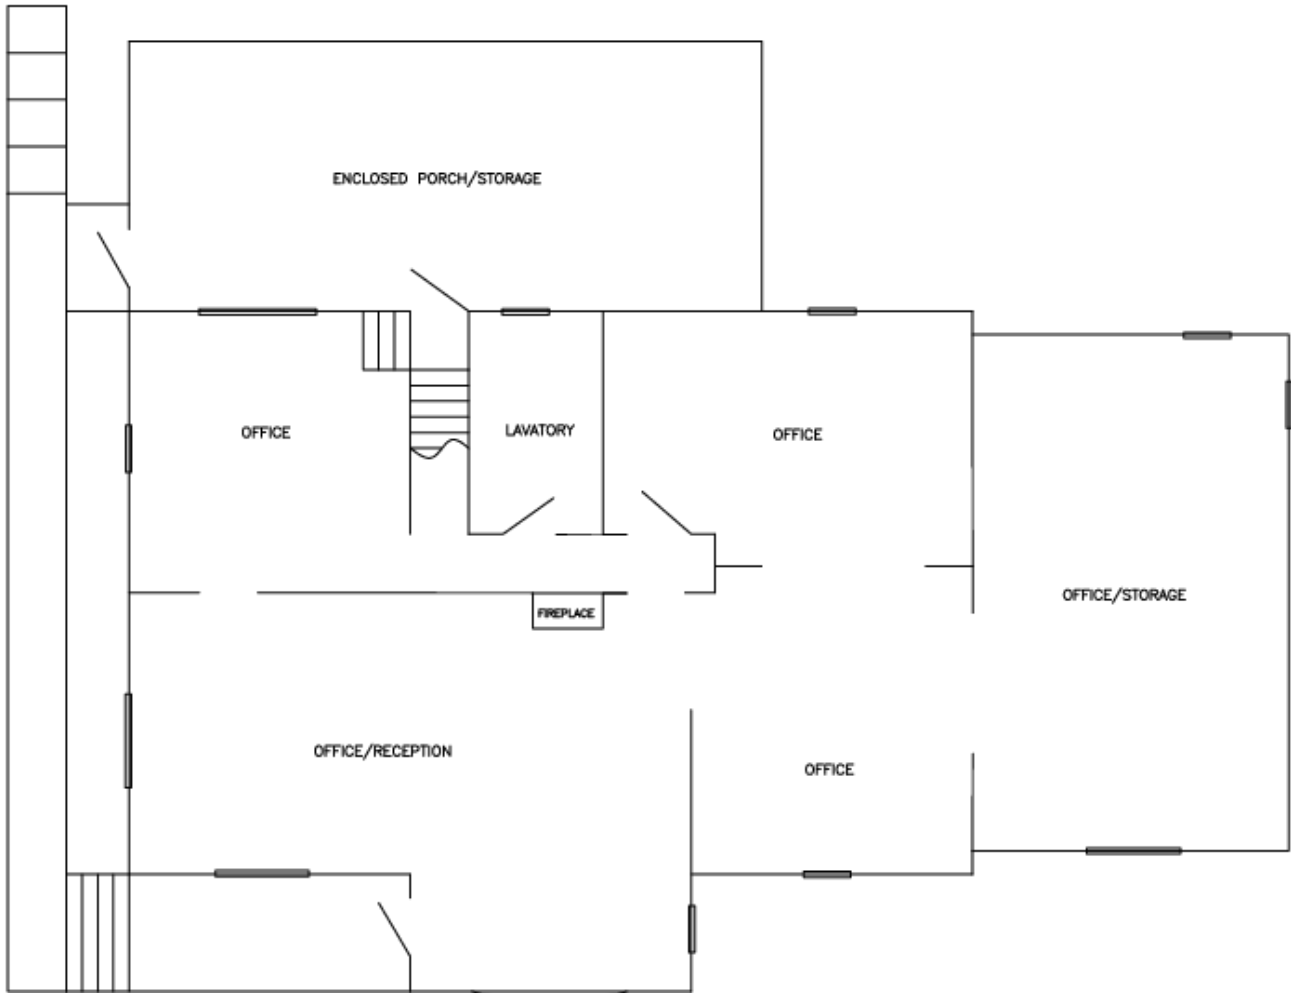 ENCLOSED PORCH/STORAGE
OFFICE
LAVATORY
OFFICE
OFFICE/STORAGE
FIREPLACE
OFFICE/RECEPTION
OFFICE